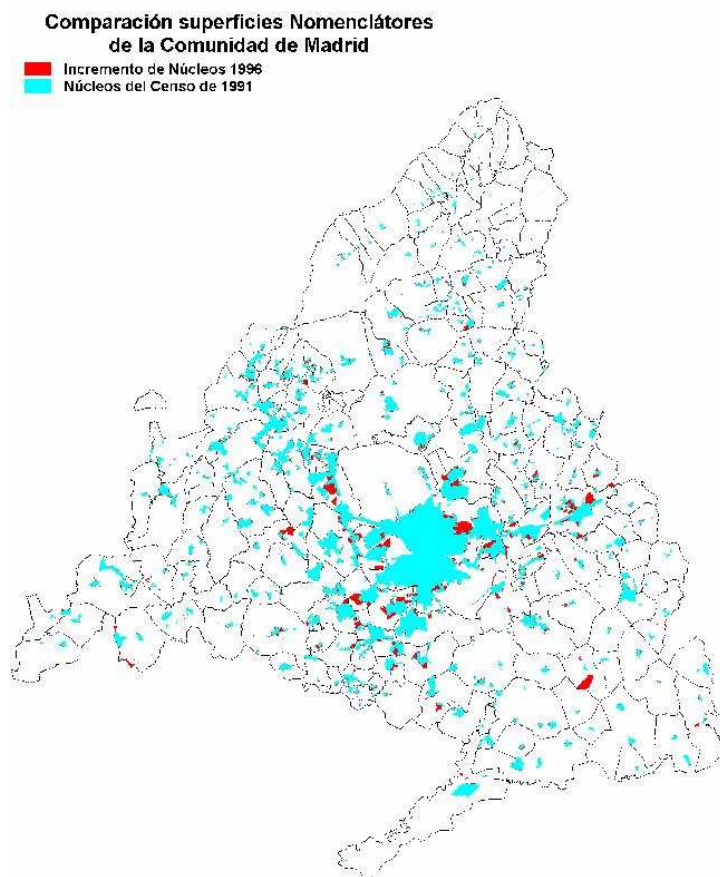 Comparación superficies Nomenclátores
de la Comunidad de Madrid
Incremento de Núcleos 1996
Núcleos del Censo de 1991